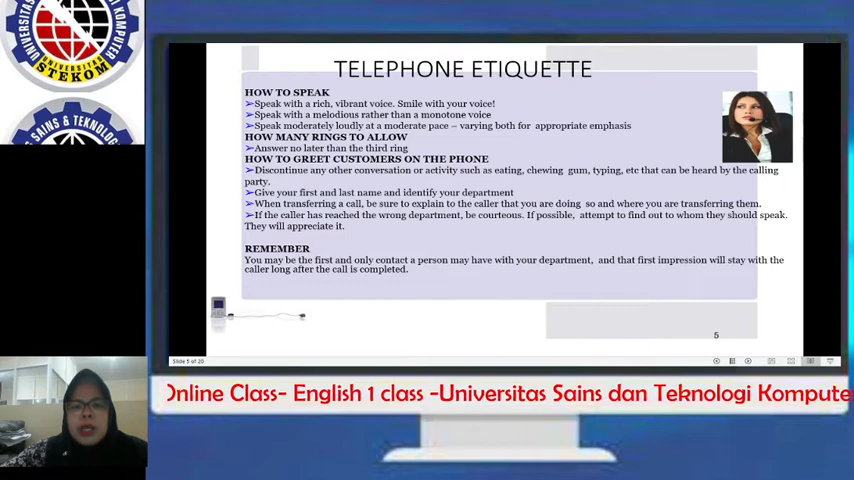 UNIVERSITAS
KOMPUTER
UNIVERSITAS
STEKOM
SAINS & TEKNOLOG
TELEPHONE ETIQUETTE
HOW TO SPEAK
➢Speak with a rich, vibrant voice. Smile with your voice!
➢Speak with a melodious rather than a monotone voice
➢Speak moderately loudly at a moderate pace – varying both for appropriate emphasis
HOW MANY RINGS TO ALLOW
➢Answer no later than the third ring
HOW TO GREET CUSTOMERS ON THE PHONE
➢Discontinue any other conversation or activity such as eating, chewing gum, typing, etc that can be heard by the calling
party.
➢Give your first and last name and identify your department
➢When transferring a call, be sure to explain to the caller that you are doing so and where you are transferring them.
➢If the caller has reached the wrong department, be courteous. If possible, attempt to find out to whom they should speak.
They will appreciate it.
REMEMBER
You may be the first and only contact a person may have with your department, and that first impression will stay with the
caller long after the call is completed.
5
Slide 5 of 20
Online Class- English 1 class -Universitas Sains dan Teknologi Kompute